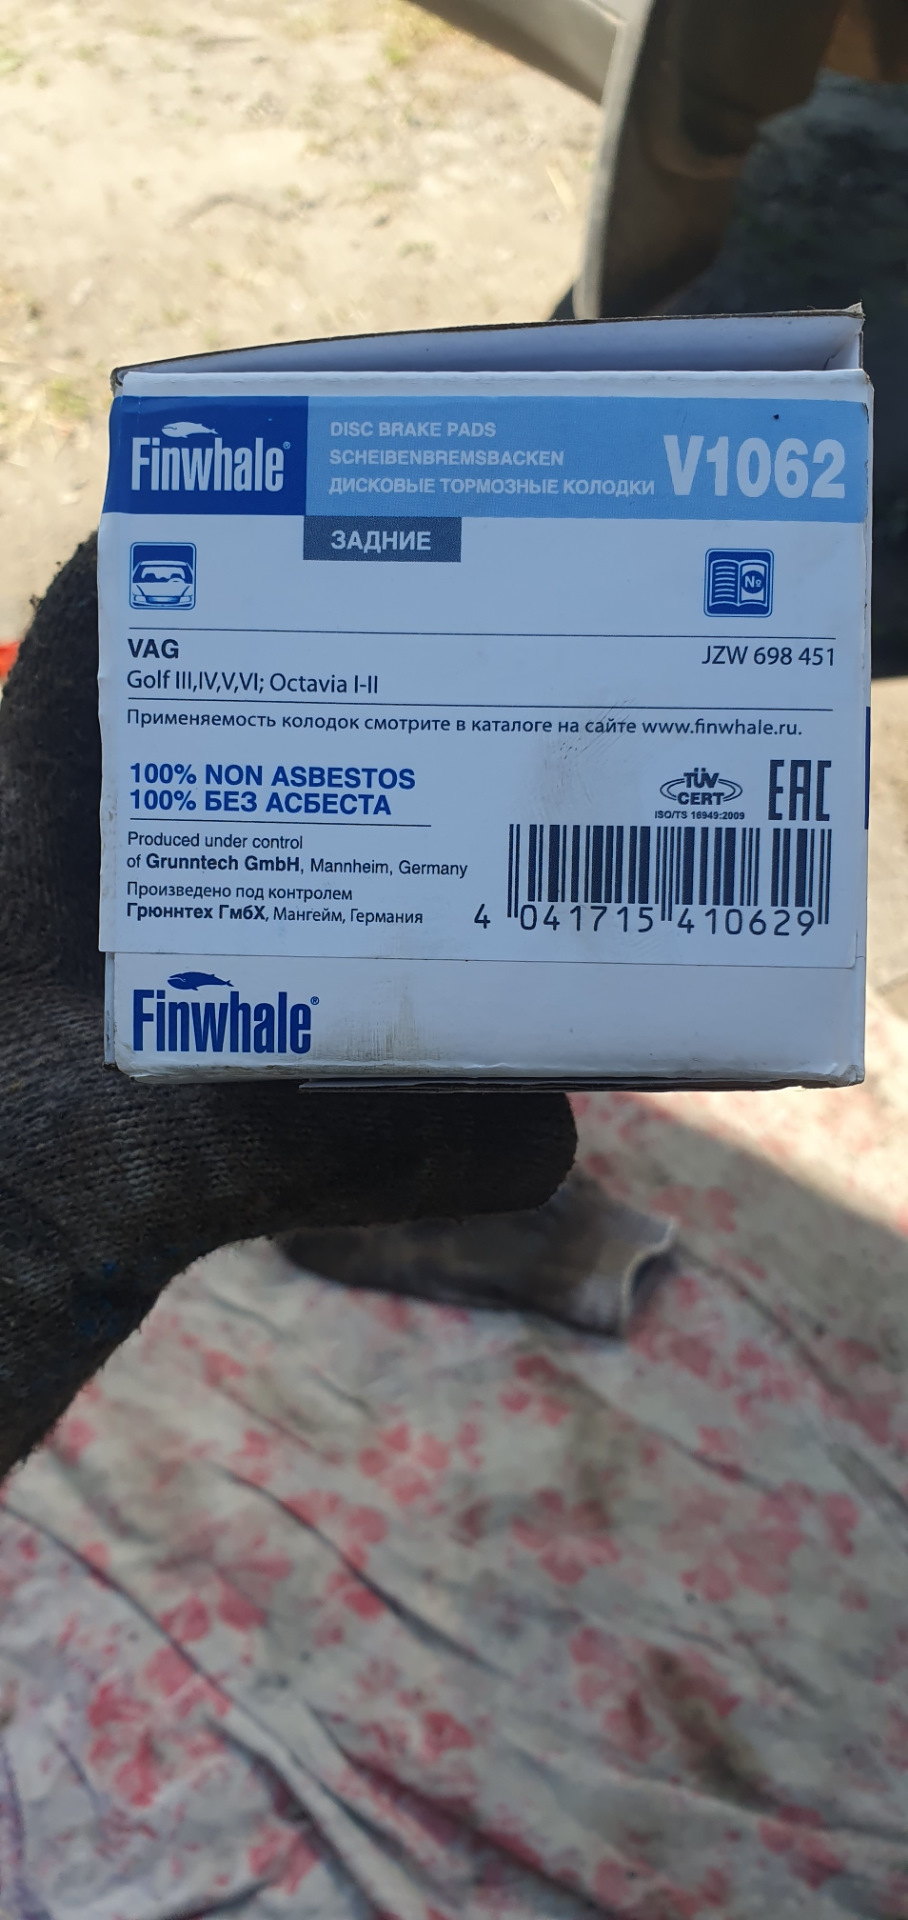 Finwhale®
DISC BRAKE PADS
SCHEIBENBREMSBACKEN
ДИСКОВЫЕ ТОРМОЗНЫЕ КОЛОДКИ
V1062
ЗАДНИЕ
№
VAG
JZW 698 451
Golf III,IV,V,VI; Octavia I-II
Применяемость колодок смотрите в каталоге на сайте www.finwhale.ru.
100% NON ASBESTOS
100% БЕЗ АСБЕСТА
TÜV
CERT
ISO/TS 16949:2009
EAC
Produced under control
of Grunntech GmbH, Mannheim, Germany
Произведено под контролем
Грюннтех ГмбХ, Мангейм, Германия
4 041715 410629
Finwhale®